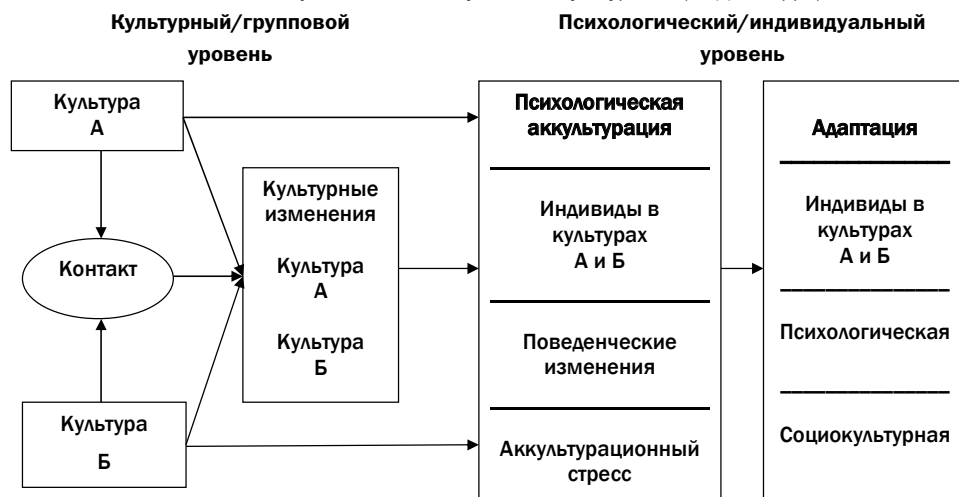 Культурный/групповой
уровень
Психологический/индивидуальный
уровень
Культура
А
Контакт
Культура
Б
Культурные
изменения
Культура
А
Культура
Б
Психологическая
аккультурация
Индивиды в
культурах
А и Б
Поведенческие
изменения
Аккультурационный
стресс
Адаптация
Индивиды в
культурах
А и Б
Психологическая
Социокультурная